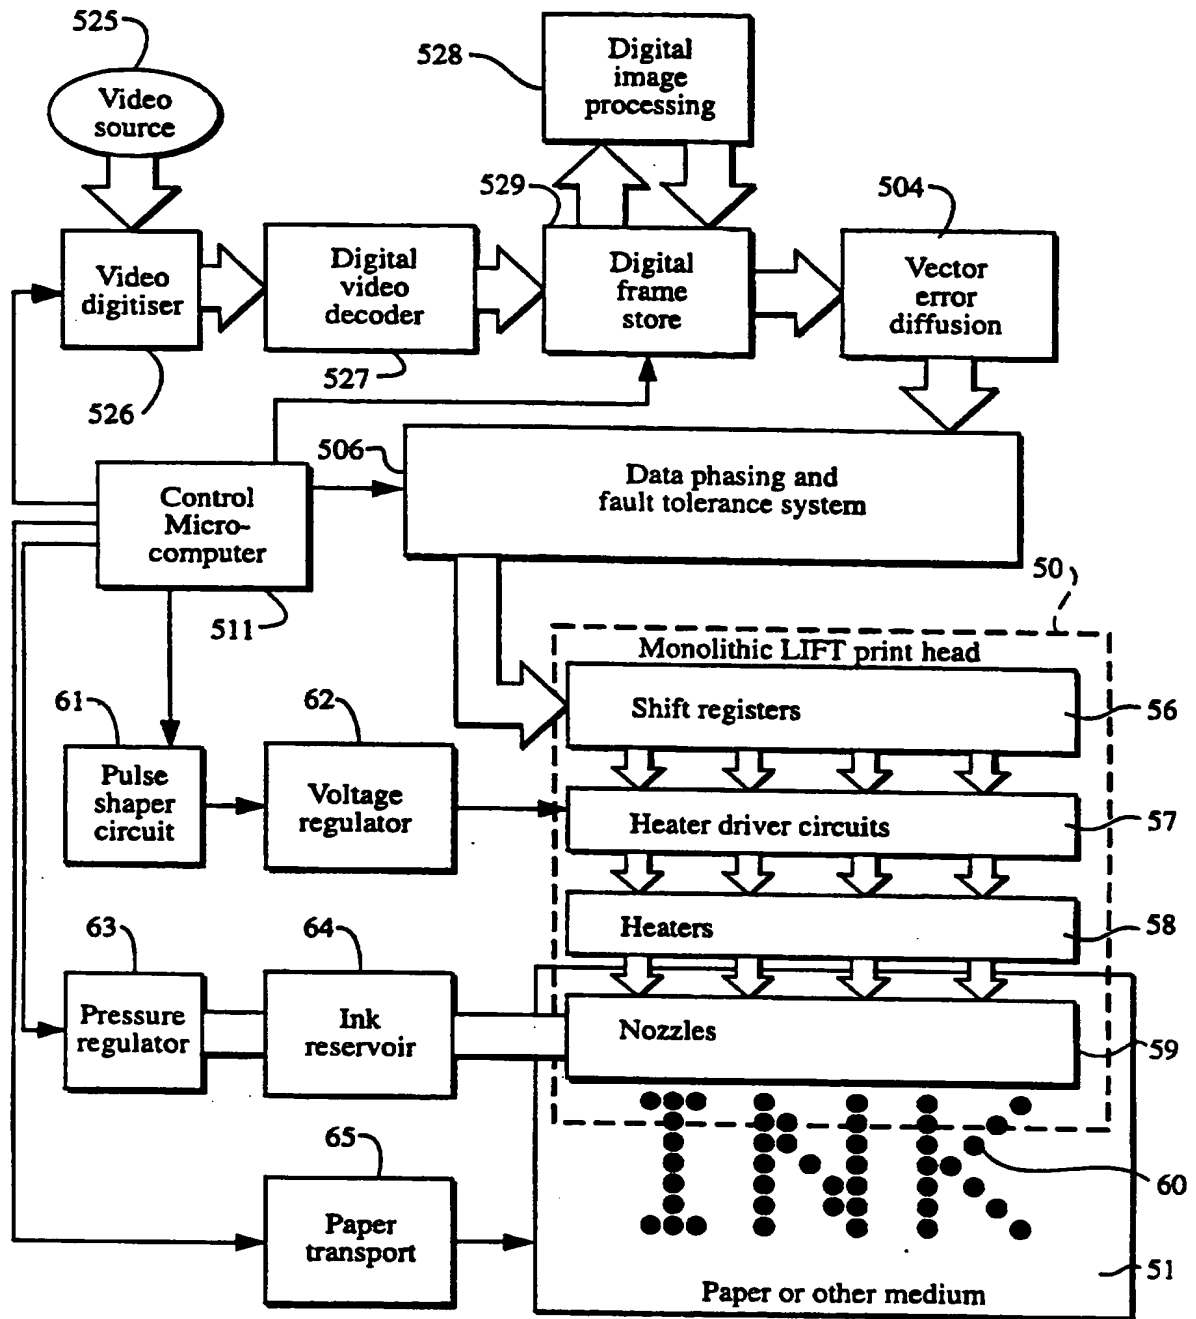 525
Video
source
528
Digital
image
processing
529
504
Video
digitiser
Digital
video
decoder
Digital
frame
store
Vector
error
diffusion
526
527
506
Control
Micro-
computer
Data phasing and
fault tolerance system
511
50
Monolithic LIFT print head
61
62
Shift registers
56
Pulse
shaper
circuit
Voltage
regulator
Heater driver circuits
57
63
64
Heaters
58
Pressure
regulator
Ink
reservoir
Nozzles
59
INK
65
60
Paper
transport
51
Paper or other medium